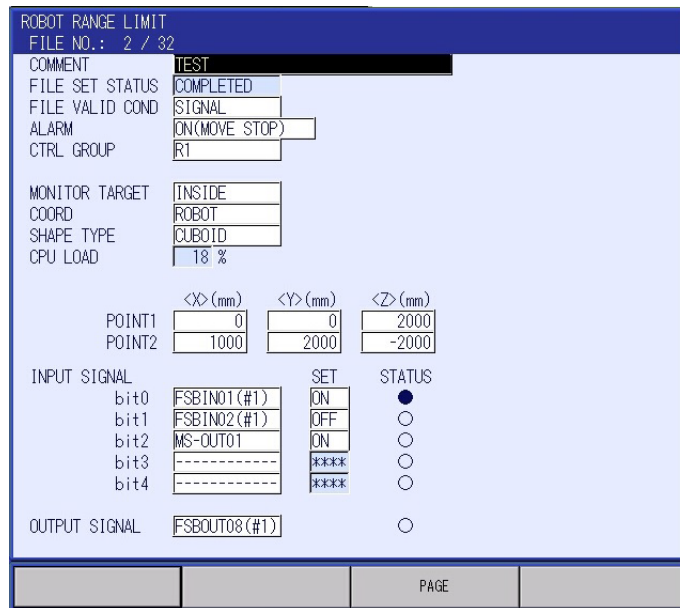 ROBOT RANGE LIMIT
FILE NO.: 2 / 32
COMMENT TEST
FILE SET STATUS COMPLETED
FILE VALID COND SIGNAL
ALARM ON(MOVE STOP)
CTRL GROUP R1
MONITOR TARGET INSIDE
COORD ROBOT
SHAPE TYPE CUBOID
CPU LOAD 18 %
<X>(mm) <Y>(mm) <Z>(mm)
POINT1 0 0 2000
POINT2 1000 2000 -2000
INPUT SIGNAL SET STATUS
bit0 FSBIN01(#1) ON
bit1 FSBIN02(#1) OFF
bit2 MS-OUT01 ON
bit3 ------------ ****
bit4 ------------ ****
OUTPUT SIGNAL FSBOUT08(#1)
PAGE